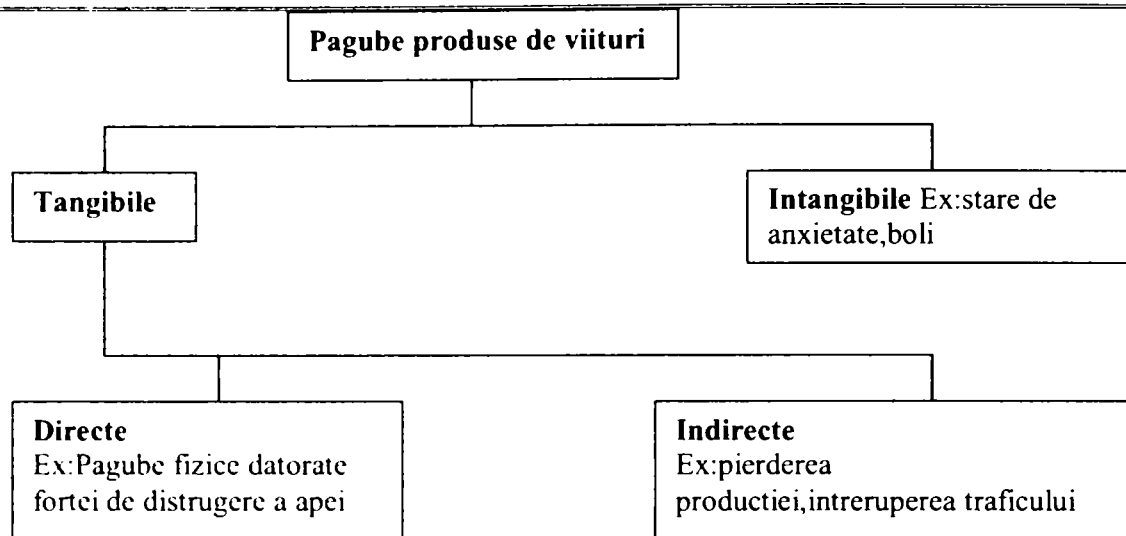 Pagube produse de viituri
Tangibile
Intangibile Ex:stare de
anxietate,boli
Directe
Ex:Pagube fizice datorate
fortei de distrugere a apei
Indirecte
Ex:pierderea
productiei,intreruperea traficului